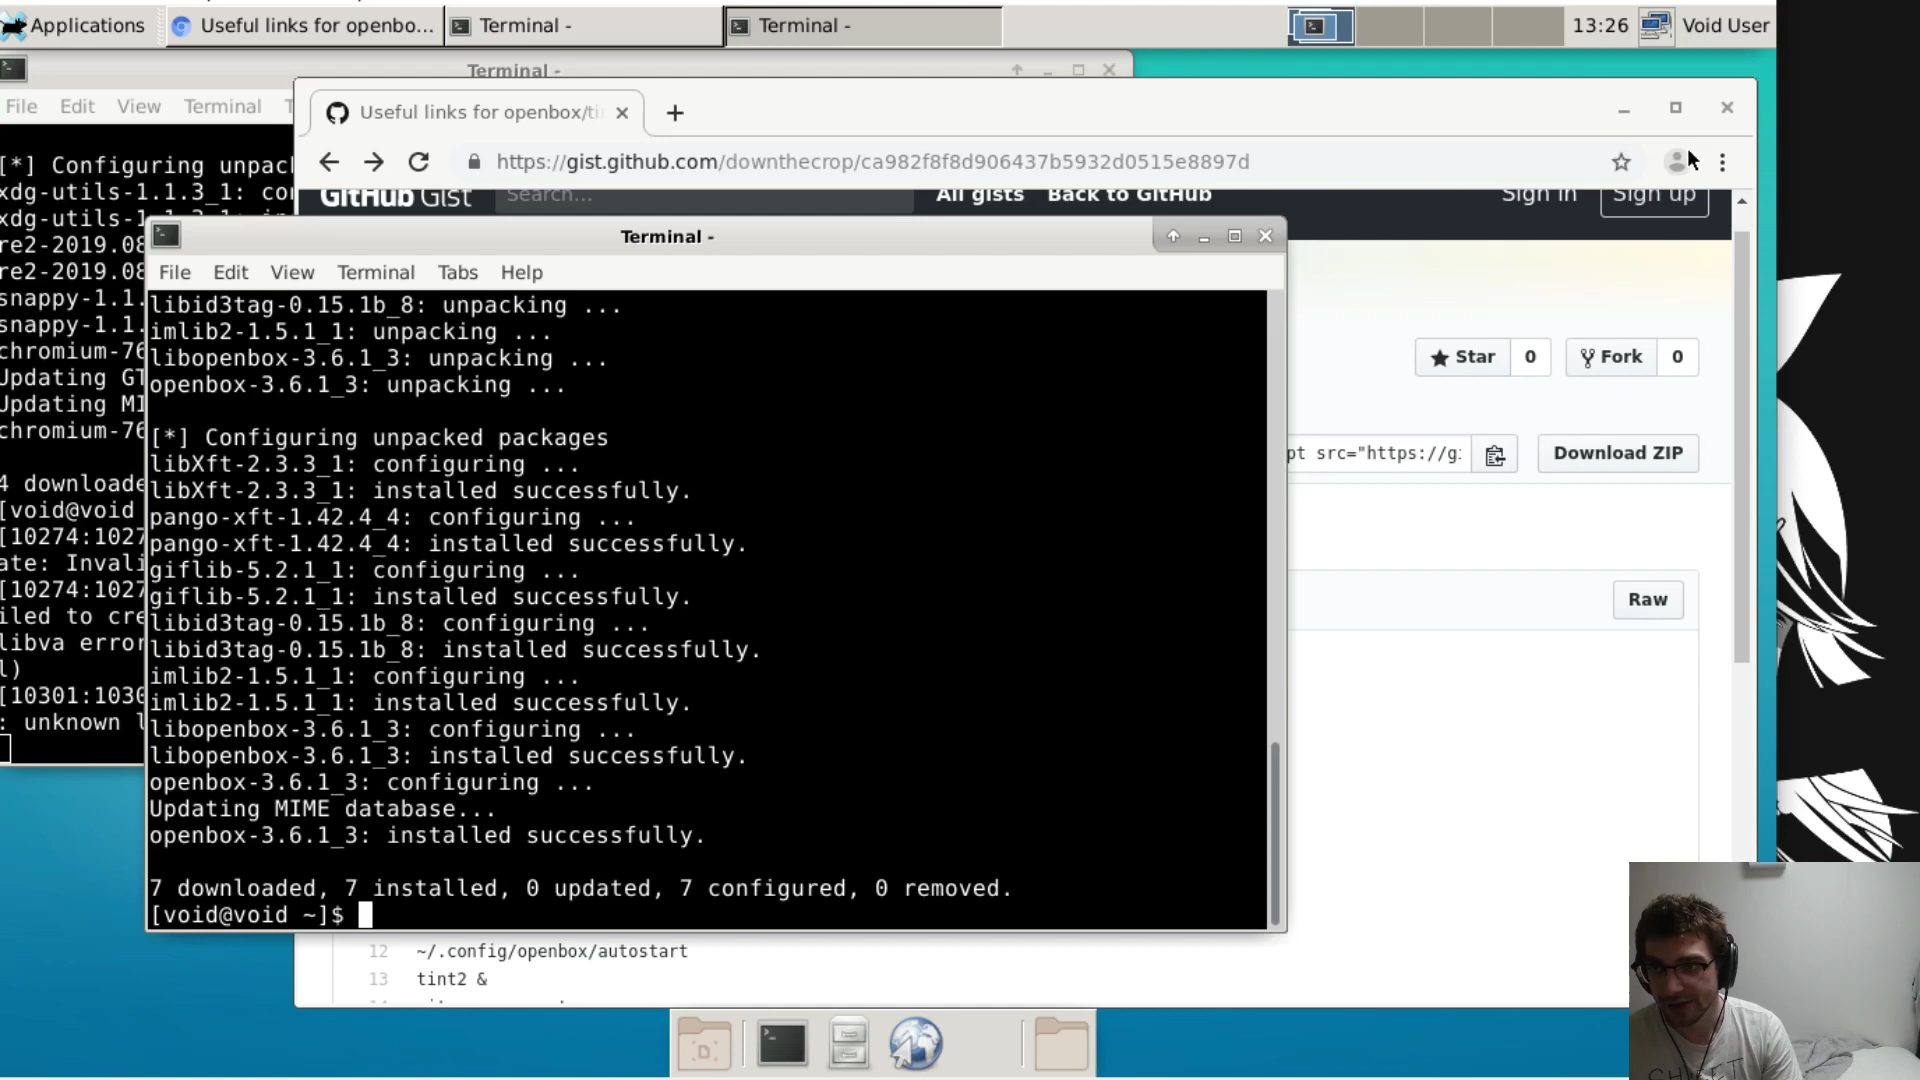 Applications
Useful links for openbo...
Terminal -
Terminal -
13:26
Void User
Terminal -
File Edit View Terminal T
[*] Configuring unpack
xdg-utils-1.1.3_1: co
xdg-utils-1
re2-2019.08
re2-2019.08
snappy-1.1.
snappy-1.1.
chromium-76
Updating GT
Updating MI
chromium-76
4 downloade
[void@void
[10274:1027
ate: Invali
[10274:1027
iled to cre
libva error
l)
[10301:1030
: unknown l
Useful links for openbox/ti
https://gist.github.com/downthecrop/ca982f8f8d906437b5932d0515e8897d
GitHub Gist
Search...
All gists
Back to GitHub
Sign in
Sign up
Star 0
Fork 0
pt src="https://g:
Download ZIP
Raw
Terminal -
File Edit View Terminal Tabs Help
libid3tag-0.15.1b_8: unpacking ...
imlib2-1.5.1_1: unpacking ...
libopenbox-3.6.1_3: unpacking ...
openbox-3.6.1_3: unpacking ...
[*] Configuring unpacked packages
libXft-2.3.3_1: configuring ...
libXft-2.3.3_1: installed successfully.
pango-xft-1.42.4_4: configuring ...
pango-xft-1.42.4_4: installed successfully.
giflib-5.2.1_1: configuring ...
giflib-5.2.1_1: installed successfully.
libid3tag-0.15.1b_8: configuring ...
libid3tag-0.15.1b_8: installed successfully.
imlib2-1.5.1_1: configuring ...
imlib2-1.5.1_1: installed successfully.
libopenbox-3.6.1_3: configuring ...
libopenbox-3.6.1_3: installed successfully.
openbox-3.6.1_3: configuring ...
Updating MIME database...
openbox-3.6.1_3: installed successfully.
7 downloaded, 7 installed, 0 updated, 7 configured, 0 removed.
[void@void ~]$
12 ~/.config/openbox/autostart
13 tint2 &